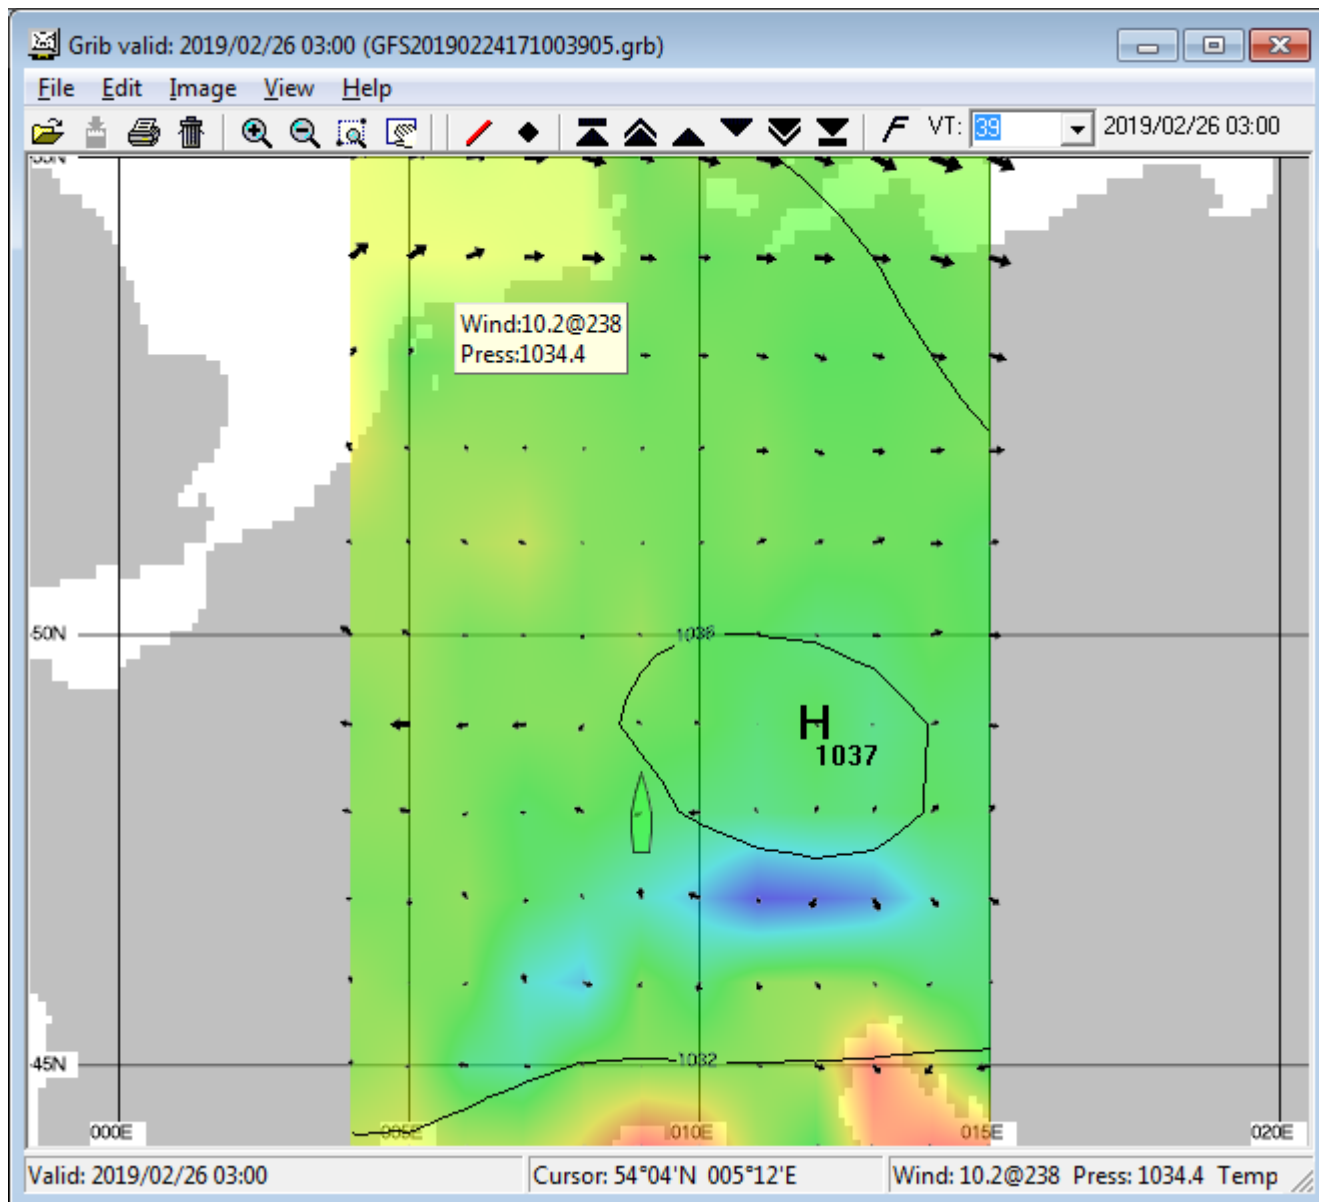 Grib valid: 2019/02/26 03:00 (GFS20190224171003905.grb)
File Edit Image View Help
VT: 39 2019/02/26 03:00
55N
Wind:10.2@238
Press:1034.4
50N
1036
H
1037
45N
1032
000E 005E 010E 015E 020E
Valid: 2019/02/26 03:00 Cursor: 54°04'N 005°12'E Wind: 10.2@238 Press: 1034.4 Temp